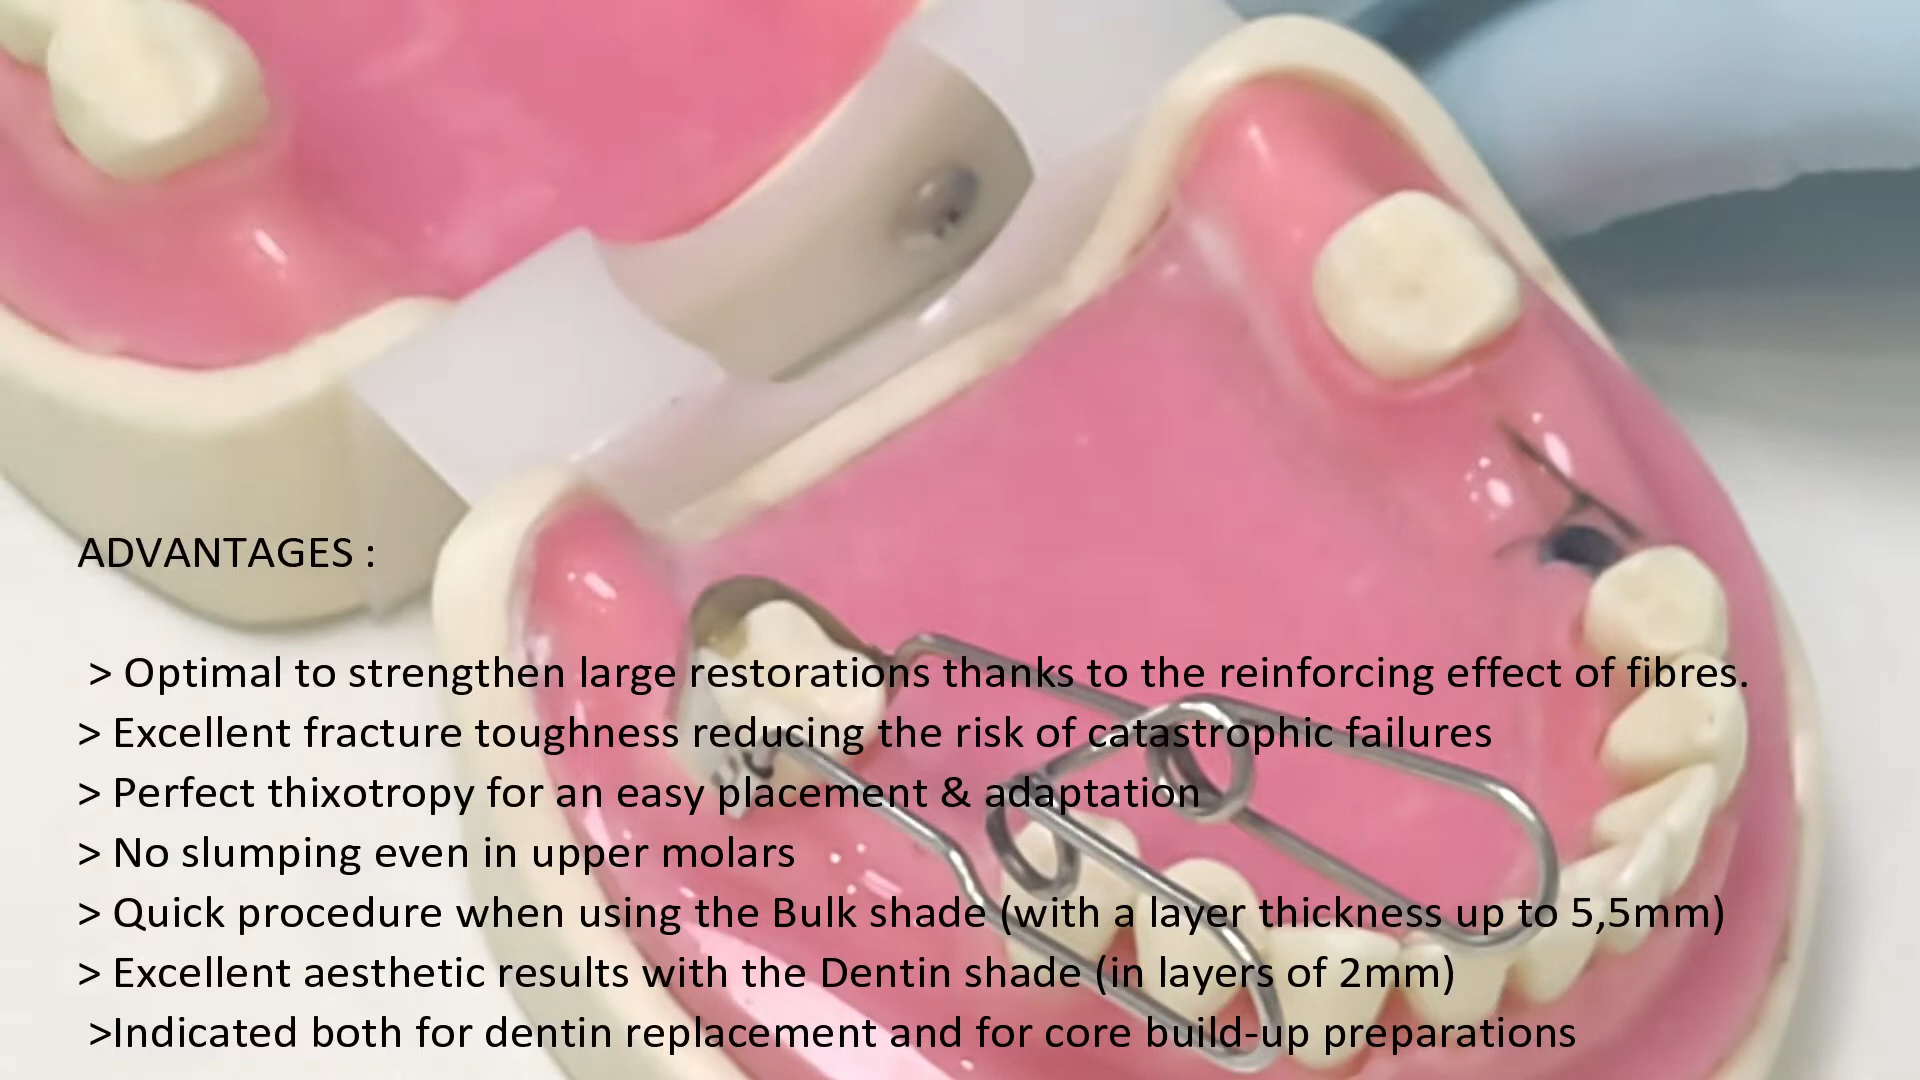 ADVANTAGES :
> Optimal to strengthen large restorations thanks to the reinforcing effect of fibres.
> Excellent fracture toughness reducing the risk of catastrophic failures
> Perfect thixotropy for an easy placement & adaptation
> No slumping even in upper molars
> Quick procedure when using the Bulk shade (with a layer thickness up to 5,5mm)
> Excellent aesthetic results with the Dentin shade (in layers of 2mm)
>Indicated both for dentin replacement and for core build-up preparations